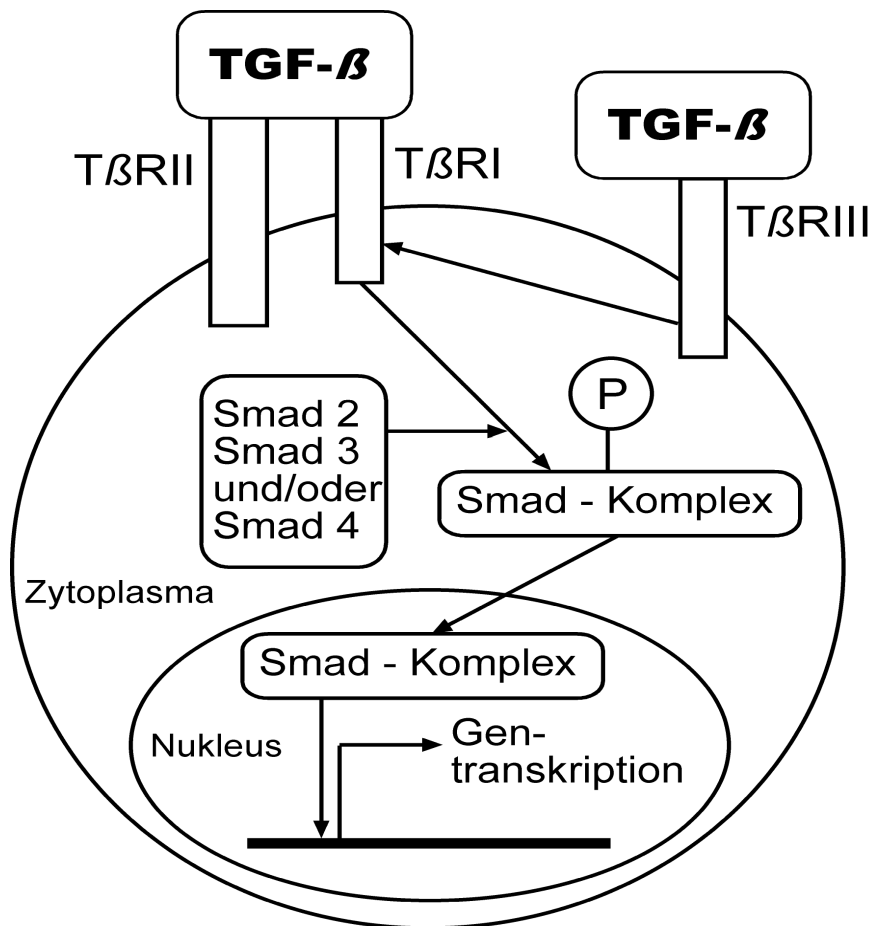 TGF-ß
TGF-ß
TßRII
TßRI
TßRIII
P
Smad 2
Smad 3
und/oder
Smad 4
Smad - Komplex
Zytoplasma
Smad - Komplex
Nukleus
Gen-
transkription